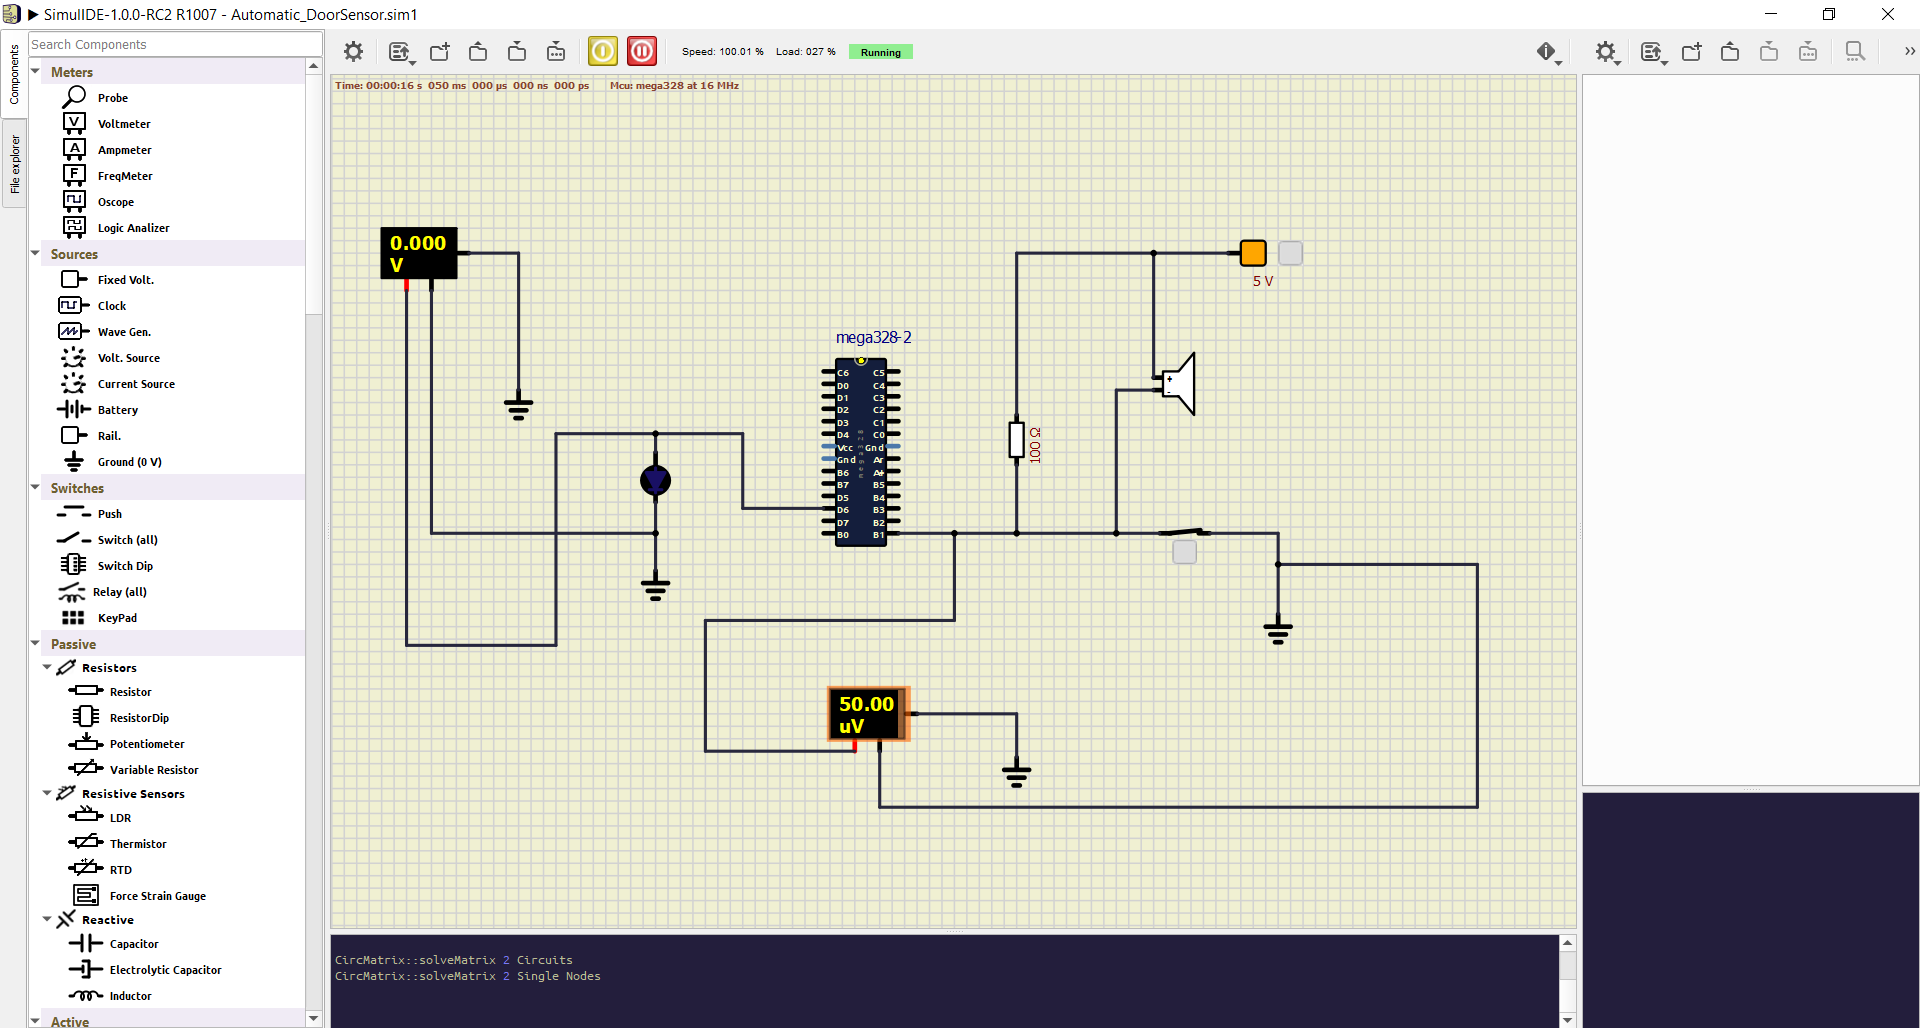 SimulIDE-1.0.0-RC2 R1007 - Automatic_DoorSensor.sim1
Components
File explorer
Search Components
Meters
Probe
V Voltmeter
A Ampmeter
F FreqMeter
Oscope
Logic Analizer
Sources
Fixed Volt.
Clock
Wave Gen.
Volt. Source
Current Source
Battery
Rail.
Ground (0 V)
Switches
Push
Switch (all)
Switch Dip
Relay (all)
KeyPad
Passive
Resistors
Resistor
ResistorDip
Potentiometer
Variable Resistor
Resistive Sensors
LDR
Thermistor
RTD
Force Strain Gauge
Reactive
Capacitor
Electrolytic Capacitor
Inductor
Active
Speed: 100.01 % Load: 027 % Running
»
Time: 00:00:16 s 050 ms 000 µs 000 ns 000 ps Mcu: mega328 at 16 MHz
0.000
V
5 V
mega328-2
C6 C5
D0 C4
D1 C3
D2 C2
D3 C1
D4 C0
Vcc Gnd
Gnd Ar
B6 A+
B7 B5
D5 B4
D6 B3
D7 B2
B0 B1
mega328
100 Ω
+
-
50.00
uV
CircMatrix::solveMatrix 2 Circuits
CircMatrix::solveMatrix 2 Single Nodes